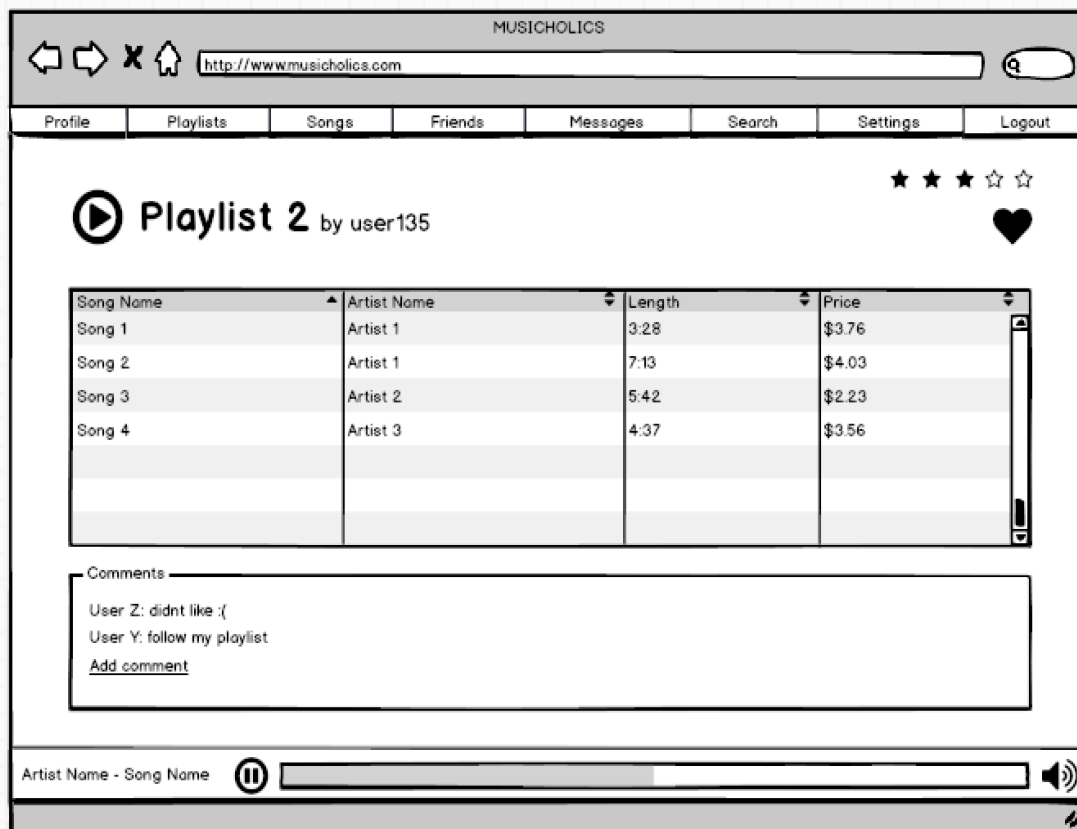 MUSICHOLICS
http://www.musicholics.com
Profile Playlists Songs Friends Messages Search Settings Logout
Playlist 2 by user135
Song Name Artist Name Length Price
Song 1 Artist 1 3:28 $3.76
Song 2 Artist 1 7:13 $4.03
Song 3 Artist 2 5:42 $2.23
Song 4 Artist 3 4:37 $3.56
Comments
User Z: didnt like :(
User Y: follow my playlist
Add comment
Artist Name - Song Name